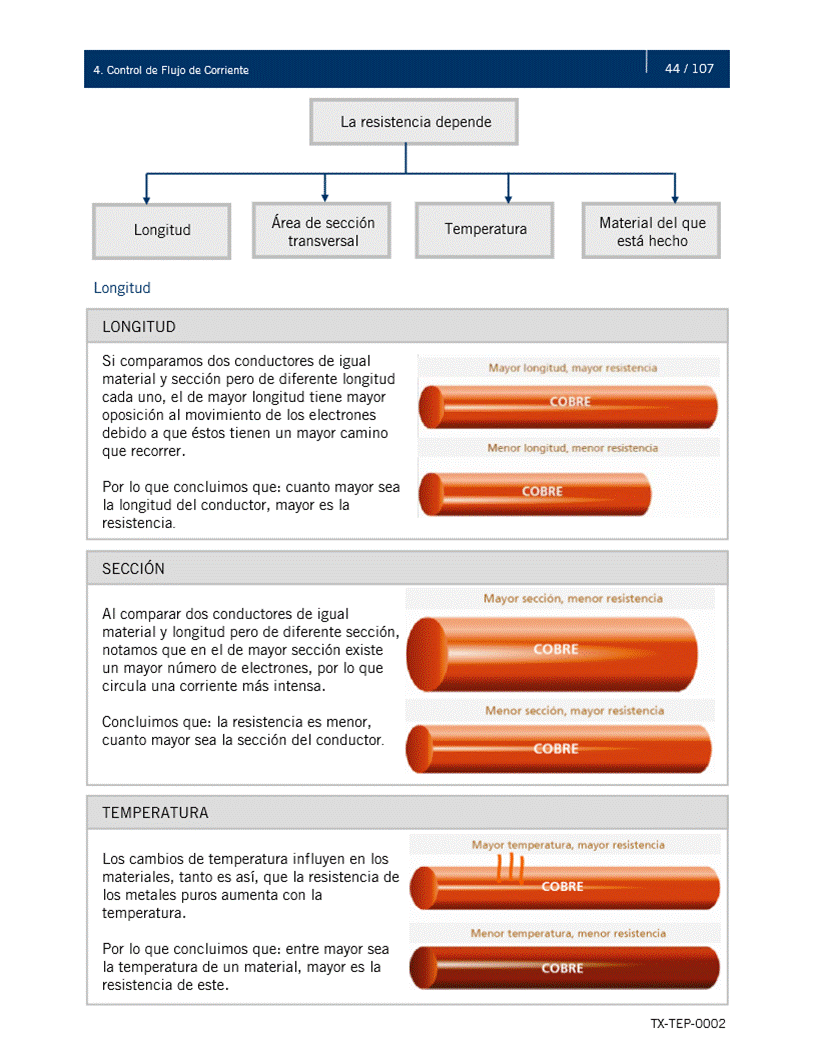 4. Control de Flujo de Corriente
44 / 107
La resistencia depende
Longitud
Área de sección
transversal
Temperatura
Material del que
está hecho
Longitud
LONGITUD
Si comparamos dos conductores de igual
material y sección pero de diferente longitud
cada uno, el de mayor longitud tiene mayor
oposición al movimiento de los electrones
debido a que éstos tienen un mayor camino
que recorrer.
Por lo que concluimos que: cuanto mayor sea
la longitud del conductor, mayor es la
resistencia.
Mayor longitud, mayor resistencia
COBRE
Menor longitud, menor resistencia
COBRE
SECCIÓN
Al comparar dos conductores de igual
material y longitud pero de diferente sección,
notamos que en el de mayor sección existe
un mayor número de electrones, por lo que
circula una corriente más intensa.
Concluimos que: la resistencia es menor,
cuanto mayor sea la sección del conductor.
Mayor sección, menor resistencia
COBRE
Menor sección, mayor resistencia
COBRE
TEMPERATURA
Los cambios de temperatura influyen en los
materiales, tanto es así, que la resistencia de
los metales puros aumenta con la
temperatura.
Por lo que concluimos que: entre mayor sea
la temperatura de un material, mayor es la
resistencia de este.
Mayor temperatura, mayor resistencia
COBRE
Menor temperatura, menor resistencia
COBRE
TX-TEP-0002